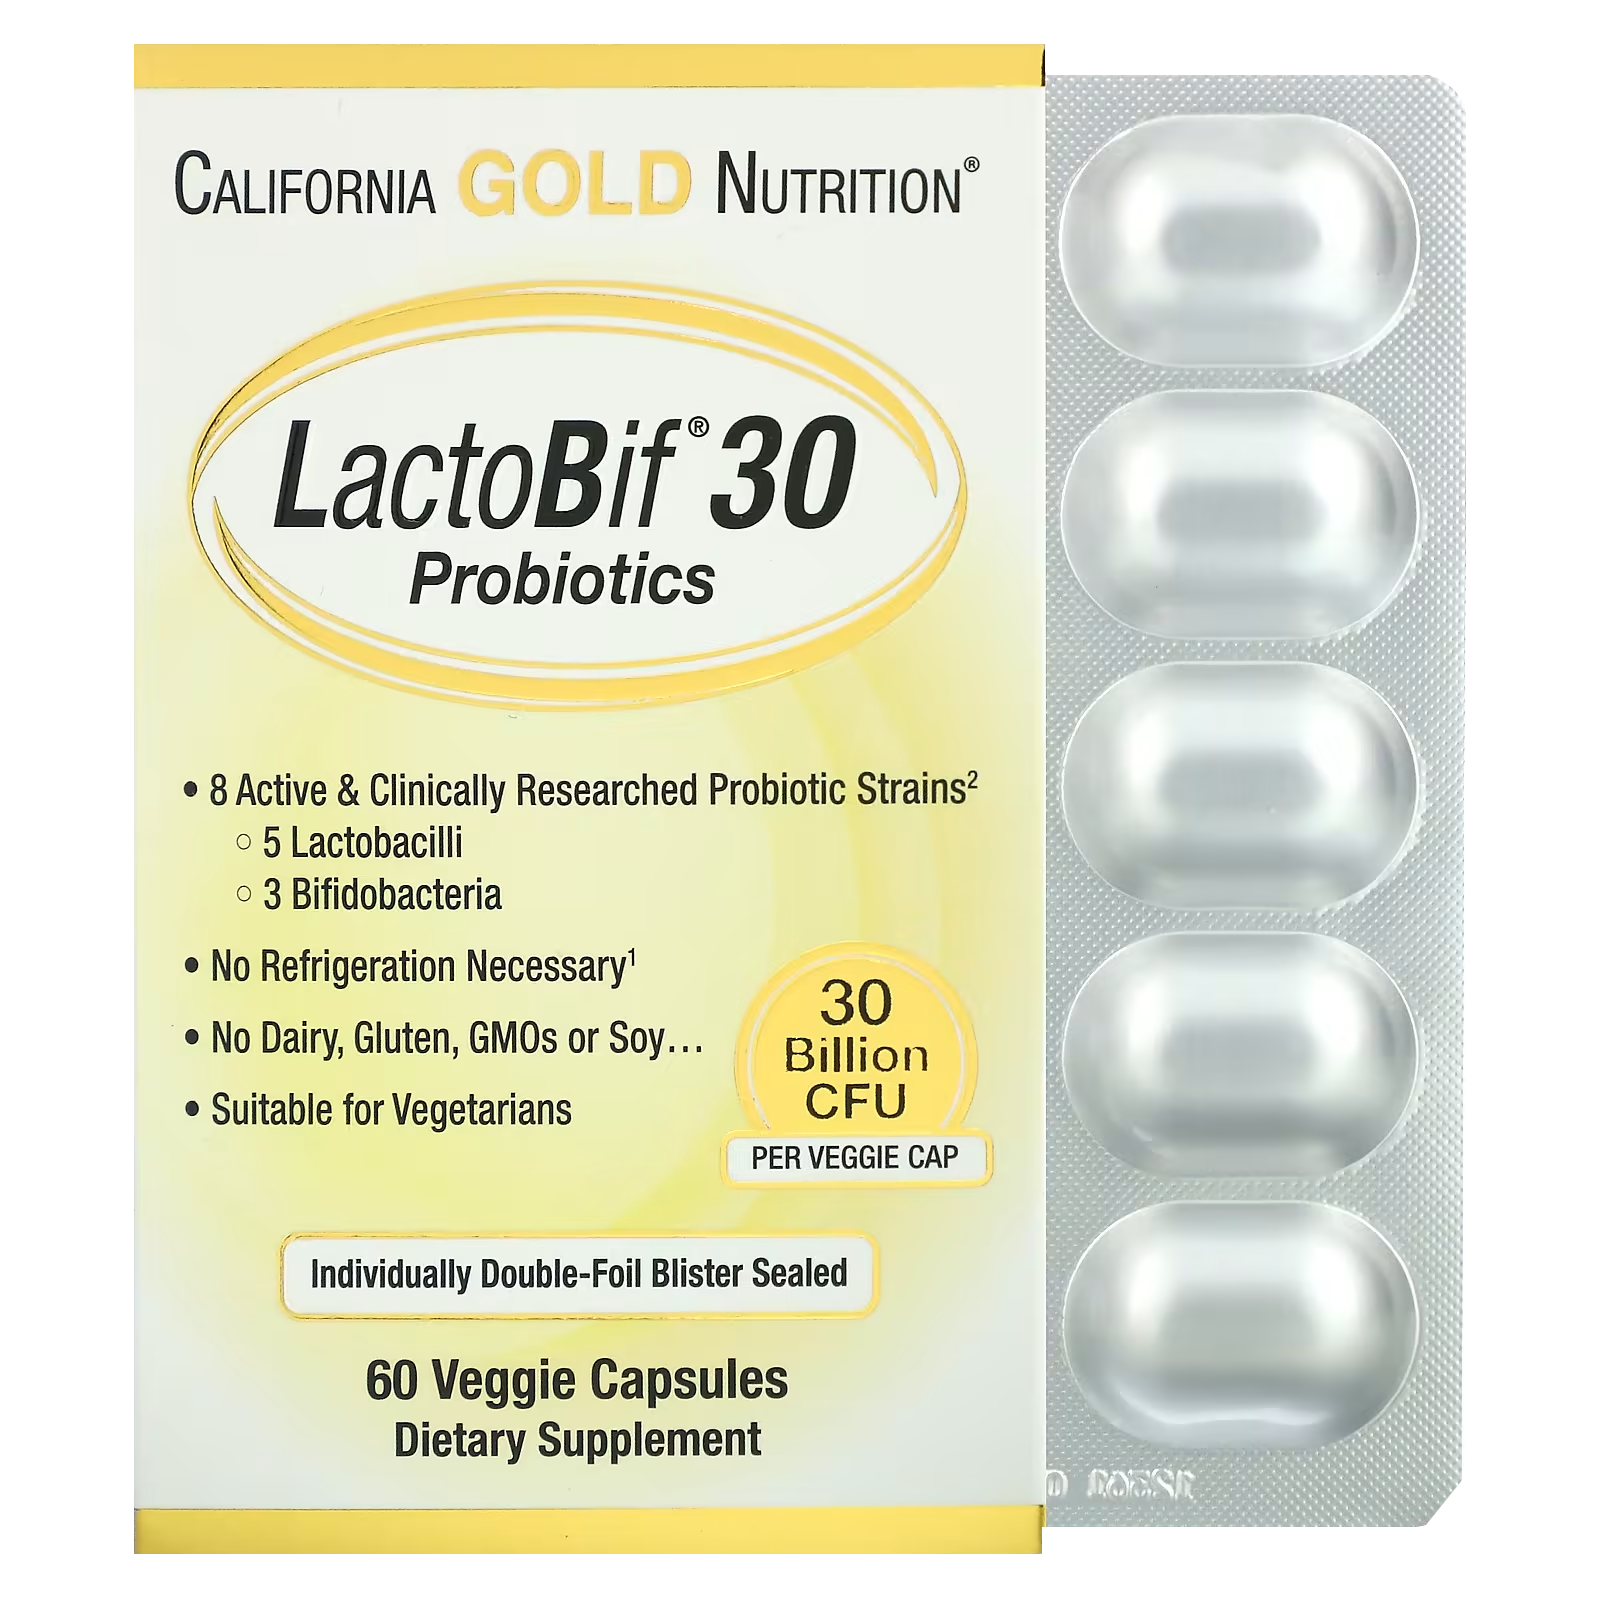 CALIFORNIA GOLD NUTRITION®
LactoBif® 30
Probiotics
• 8 Active & Clinically Researched Probiotic Strains²
○ 5 Lactobacilli
○ 3 Bifidobacteria
• No Refrigeration Necessary¹
• No Dairy, Gluten, GMOs or Soy...
• Suitable for Vegetarians
30
Billion
CFU
PER VEGGIE CAP
Individually Double-Foil Blister Sealed
60 Veggie Capsules
Dietary Supplement